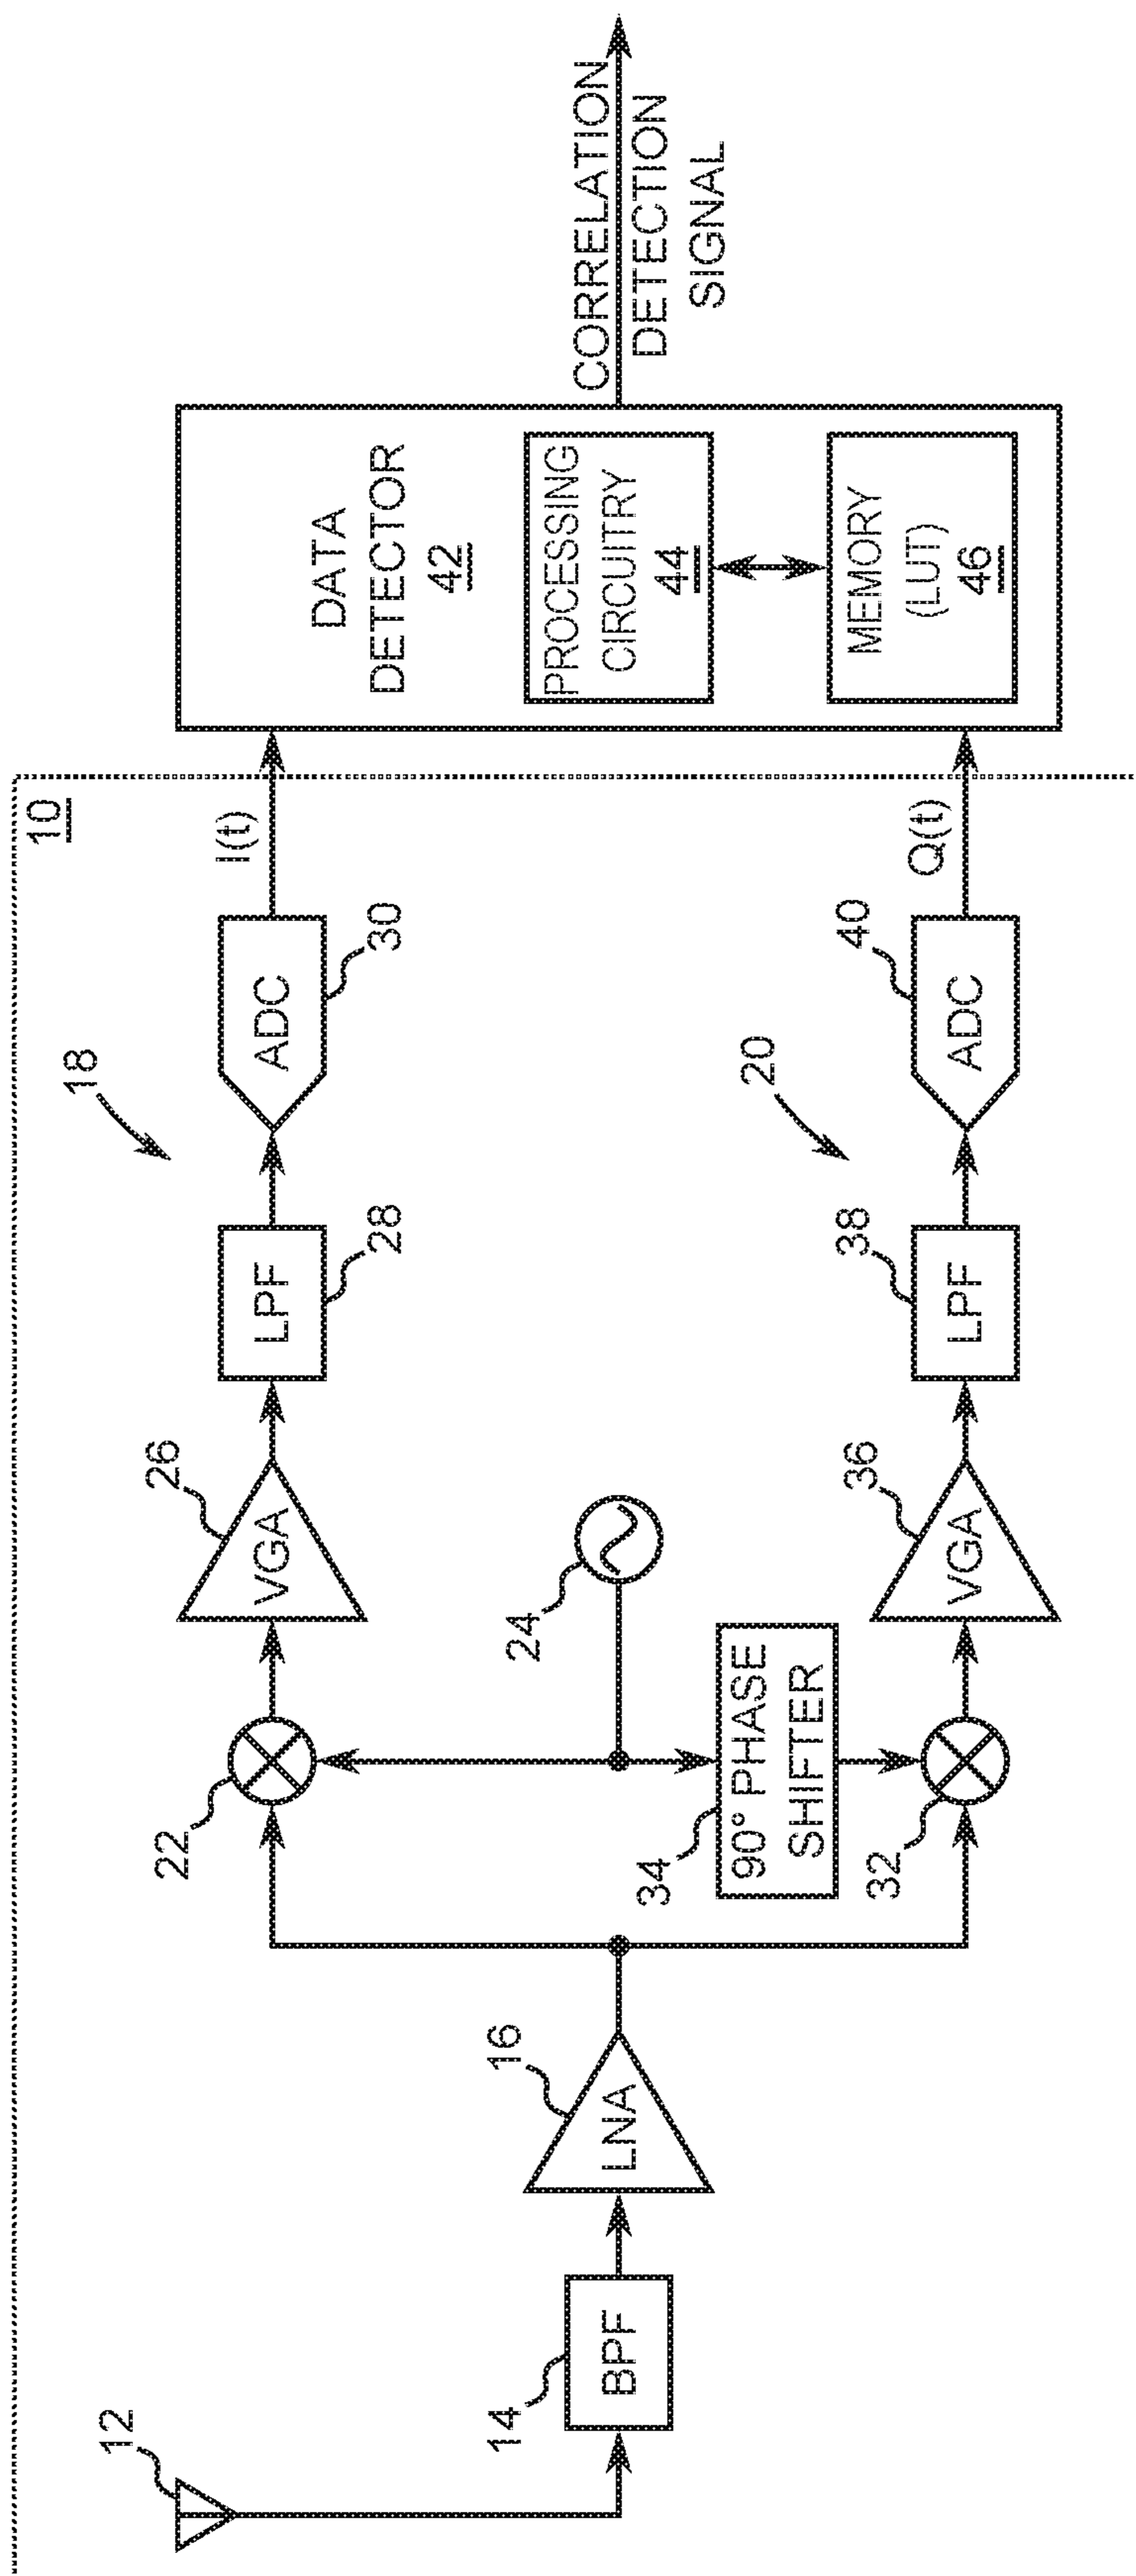 10
12
14
BPF
16
LNA
18
22
24
26
VGA
28
LPF
30
ADC
I(t)
20
34
90° PHASE
SHIFTER
32
36
VGA
38
LPF
40
ADC
Q(t)
DATA
DETECTOR
42
PROCESSING
CIRCUITRY
44
MEMORY
(LUT)
46
CORRELATION
DETECTION
SIGNAL